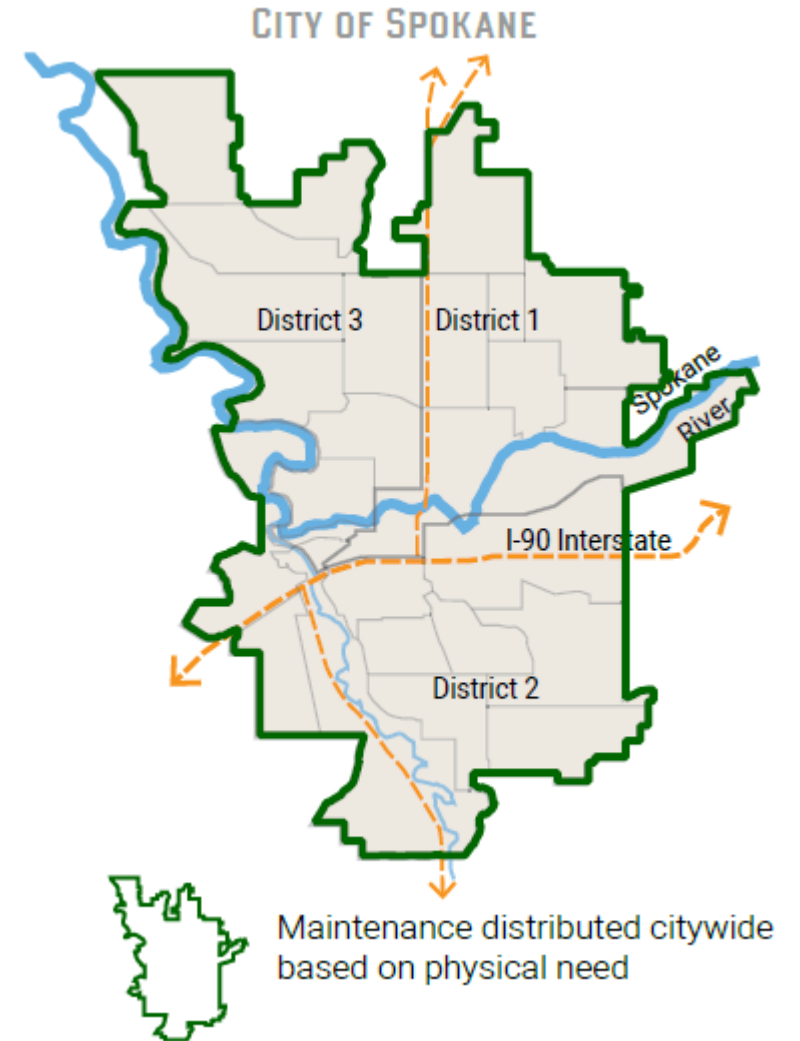 CITY OF SPOKANE
District 3
District 1
Spokane
River
I-90 Interstate
District 2
Maintenance distributed citywide
based on physical need